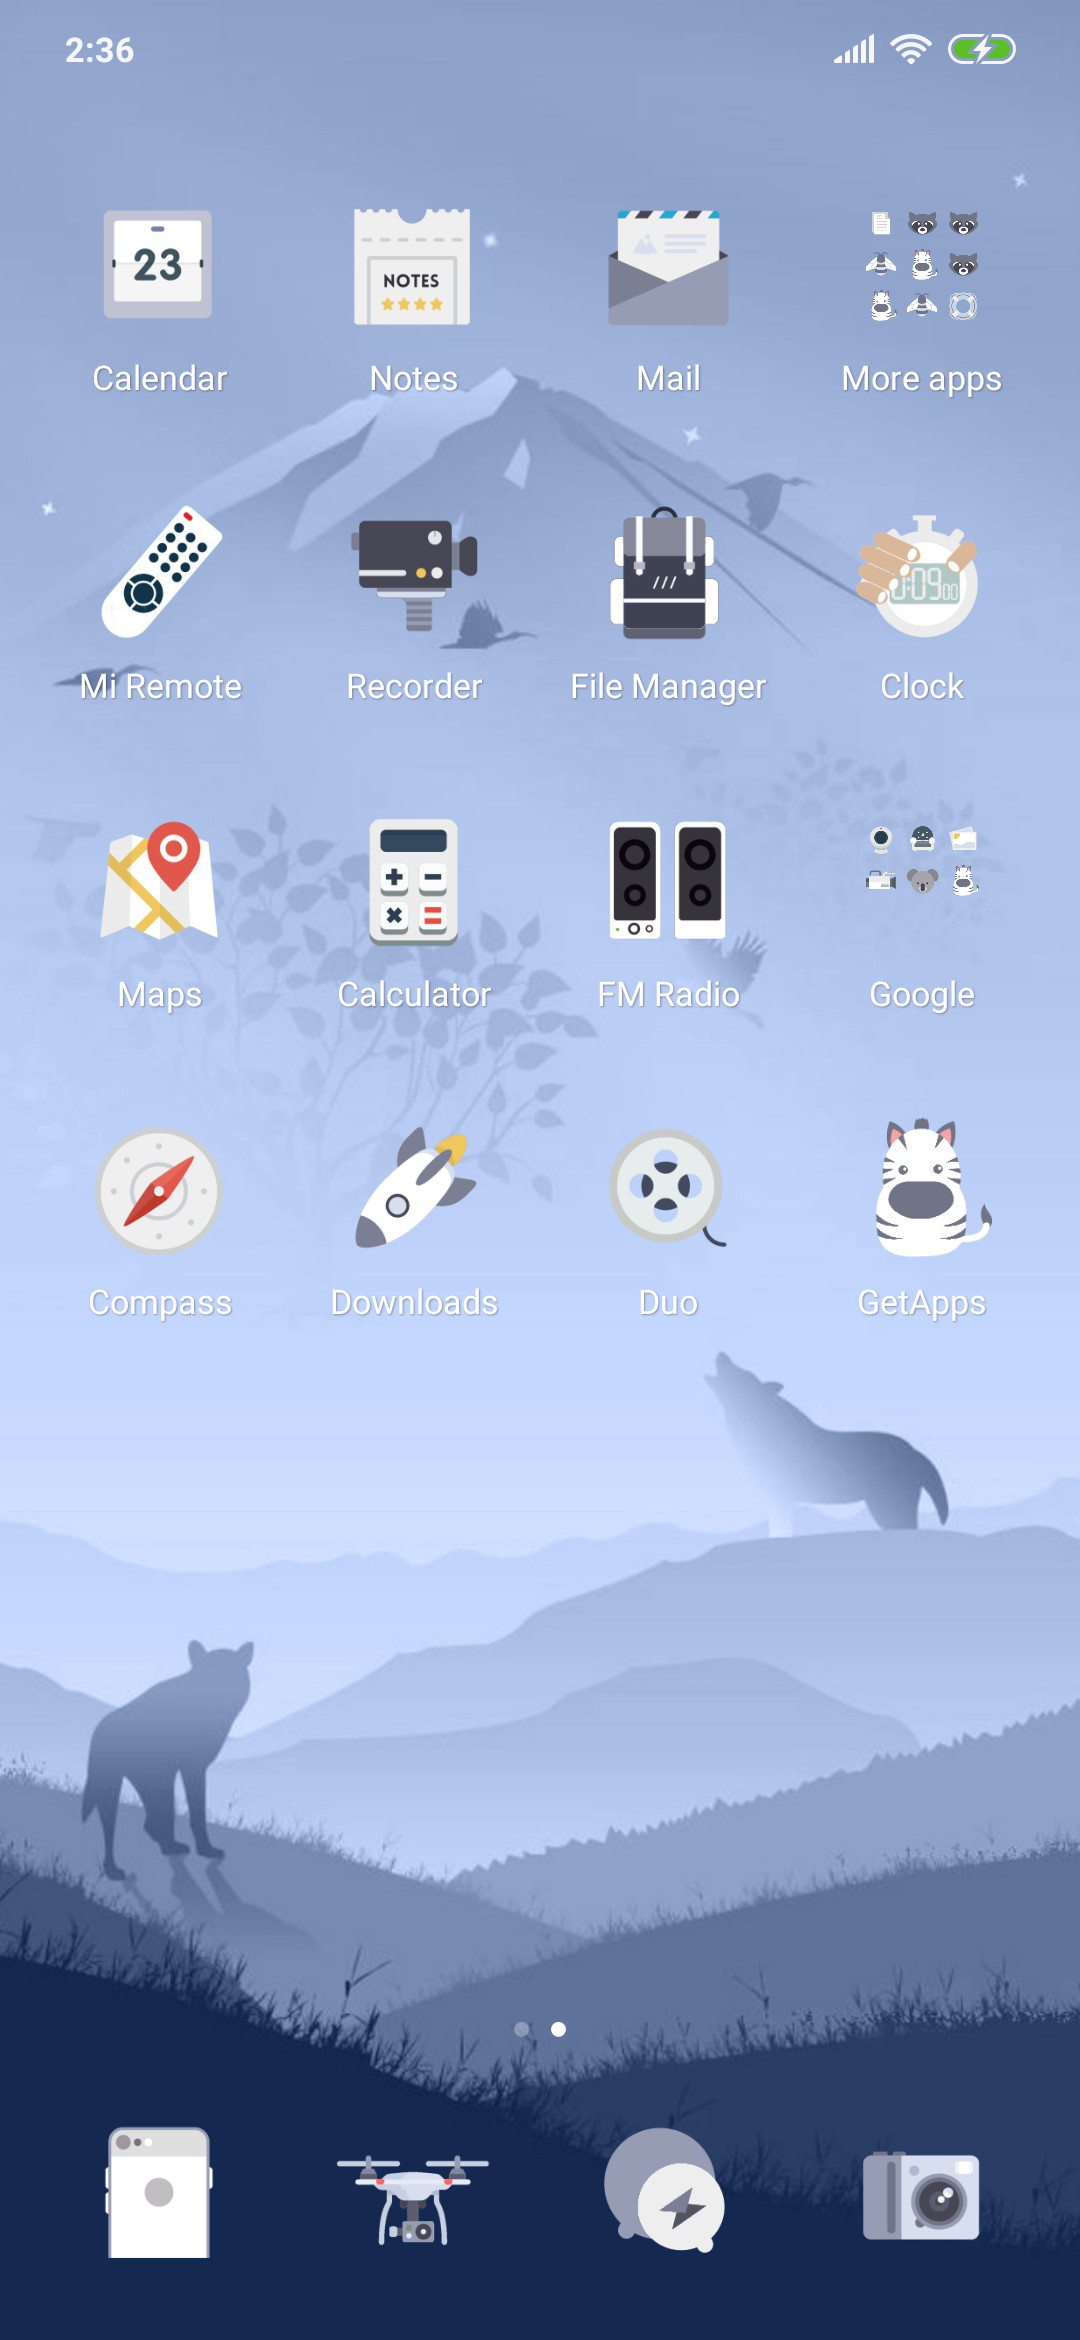 2:36
23
NOTES
Calendar
Notes
Mail
More apps
0:09 00
Mi Remote
Recorder
File Manager
Clock
Maps
Calculator
FM Radio
Google
Compass
Downloads
Duo
GetApps